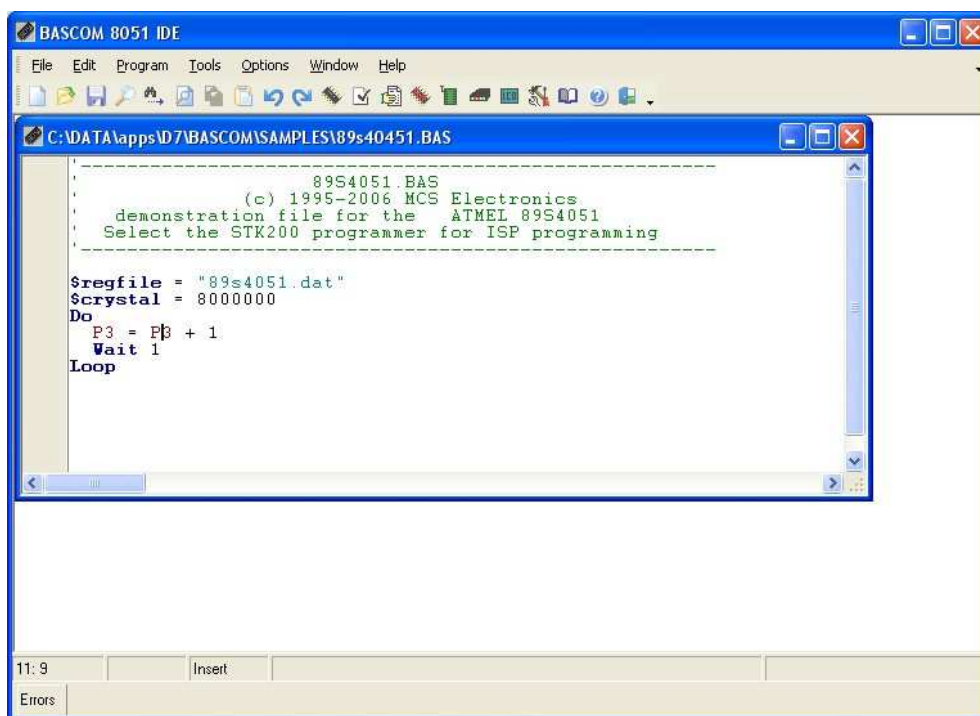 BASCOM 8051 IDE
File Edit Program Tools Options Window Help
LCD
C:\DATA\apps\D7\BASCOM\SAMPLES\89s40451.BAS
'-------------------------------------------------------
' 89S4051.BAS
' (c) 1995-2006 MCS Electronics
' demonstration file for the ATMEL 89S4051
' Select the STK200 programmer for ISP programming
'-------------------------------------------------------
$regfile = "89s4051.dat"
$crystal = 8000000
Do
P3 = P3 + 1
Wait 1
Loop
11: 9 Insert
Errors